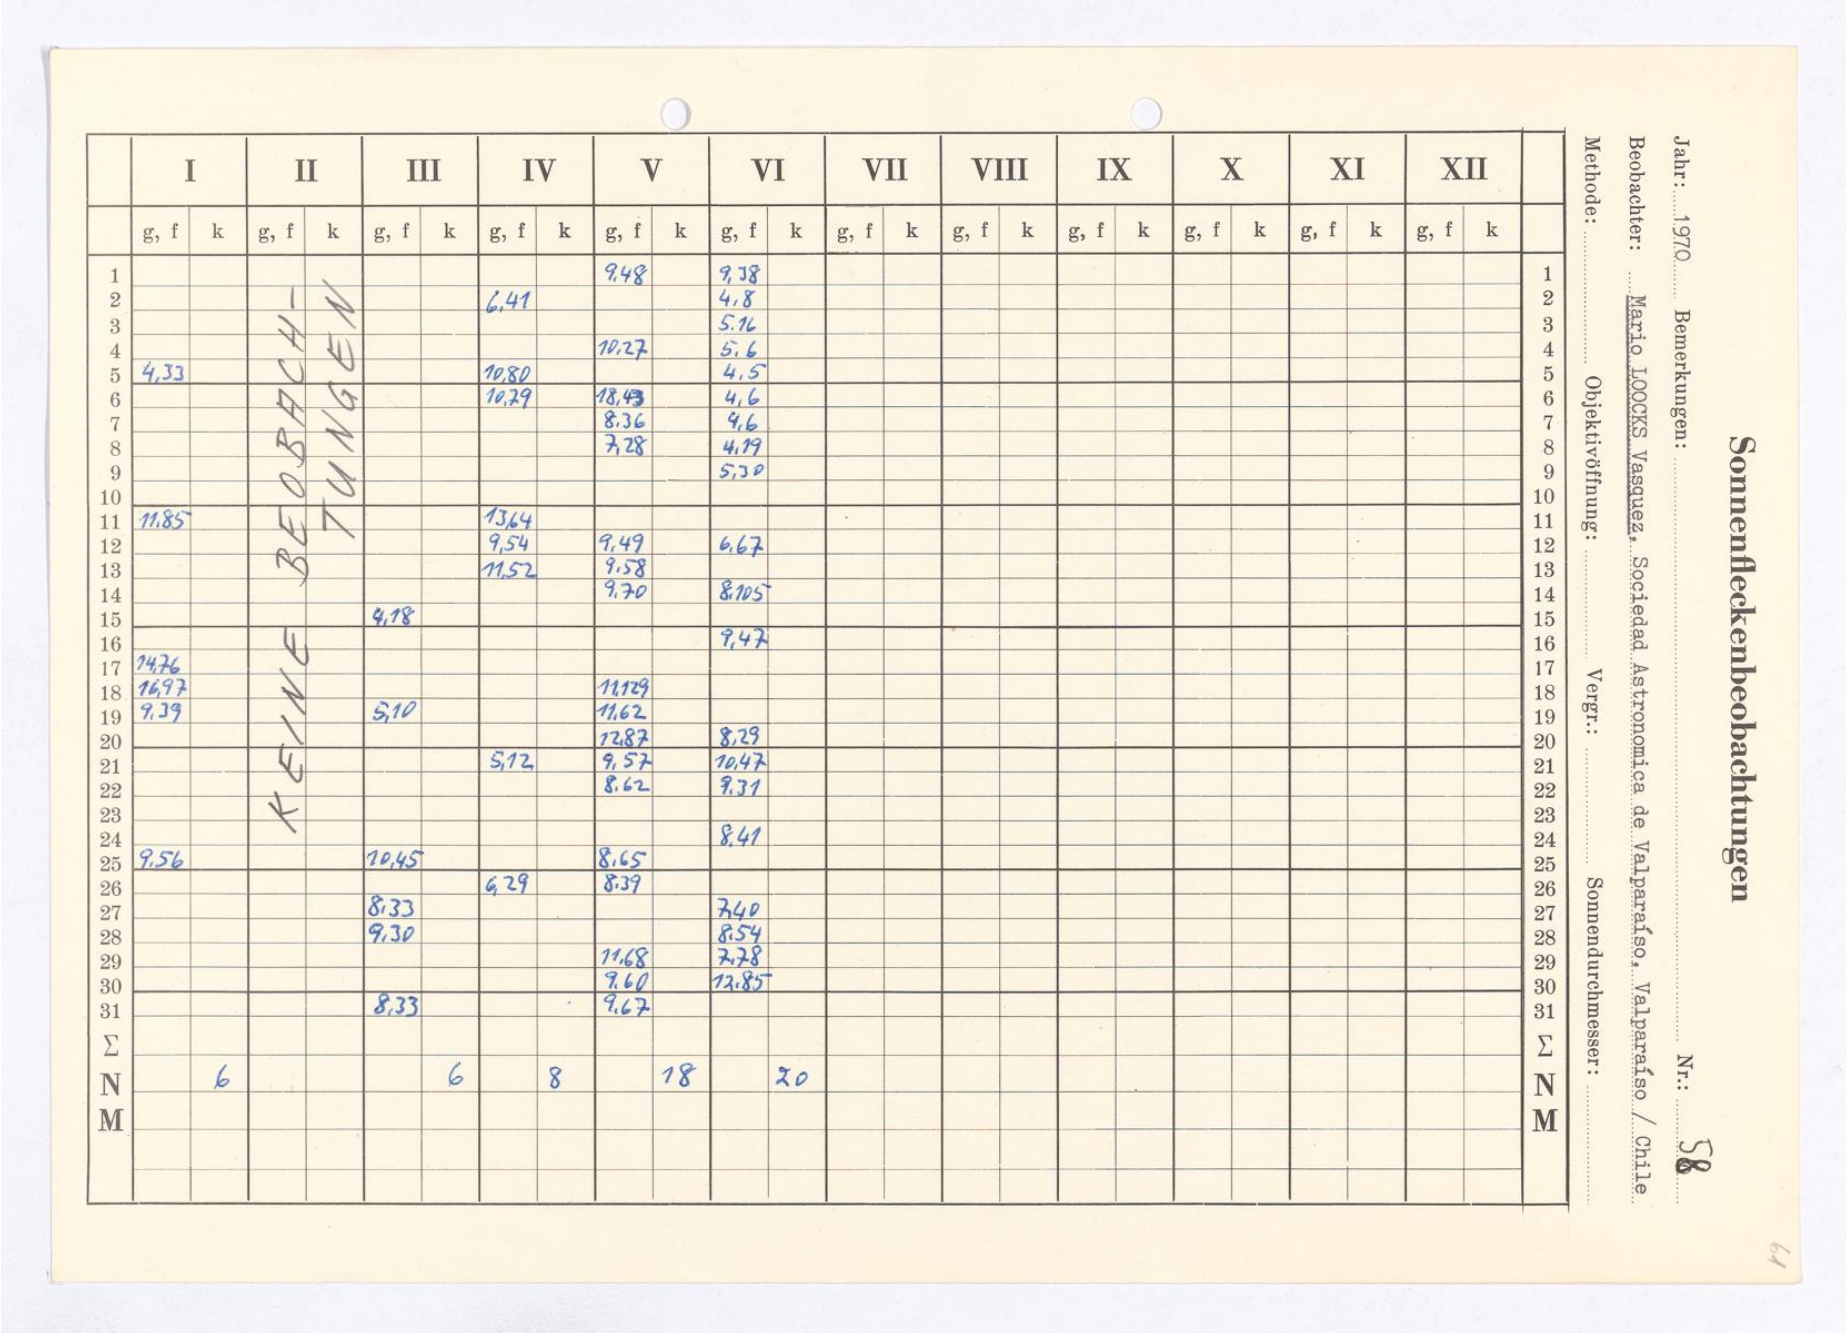 Sonnenfleckenbeobachtungen
Jahr: 1970 Bemerkungen: Nr.: 58
Beobachter: Mario LOOCKS Vasquez, Sociedad Astronomica de Valparaíso, Valparaíso / Chile
Methode: Objektivöffnung: Vergr.: Sonnendurchmesser:
I II III IV V VI VII VIII IX X XI XII
g, f k g, f k g, f k g, f k g, f k g, f k g, f k g, f k g, f k g, f k g, f k g, f k
KEINE BEOBACH-
TUNGEN
1 9,48 9,38 1
2 6,41 4,8 2
3 5.16 3
4 10,27 5,6 4
5 4,33 10,80 4,5 5
6 10,79 18,43 4,6 6
7 8,36 4,6 7
8 7,28 4,19 8
9 5,30 9
10 10
11 11,85 13,64 11
12 9,54 9,49 6,67 12
13 11,52 9,58 13
14 9,70 8,105 14
15 4,18 15
16 9,47 16
17 14,76 17
18 16,97 11,129 18
19 9,39 5,10 11,62 19
20 12,87 8,29 20
21 5,12 9,57 10,47 21
22 8,62 9,31 22
23 23
24 8,41 24
25 9,56 10,45 8,65 25
26 6,29 8,39 26
27 8,33 7,40 27
28 9,30 8,54 28
29 11,68 7,78 29
30 9,60 12,85 30
31 8,33 9,67 31
Σ Σ
N 6 6 8 18 20 N
M M
61